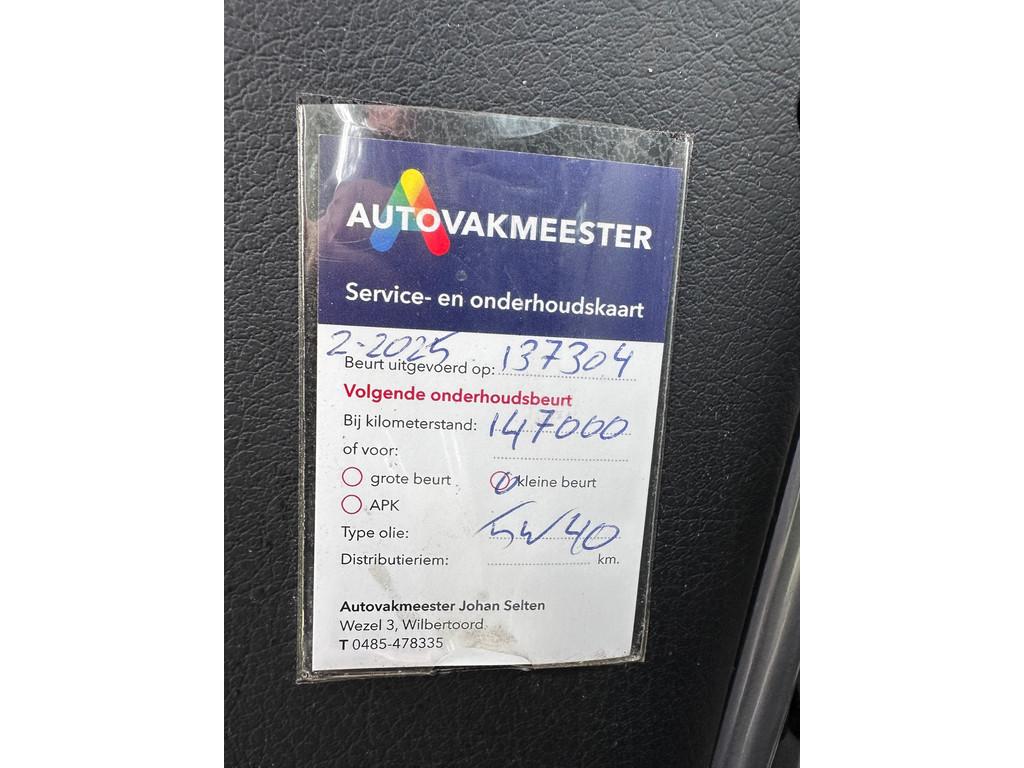 AUTOVAKMEESTER
Service- en onderhoudskaart
2-2025
Beurt uitgevoerd op: 137304
Volgende onderhoudsbeurt
Bij kilometerstand: 147000
of voor:
grote beurt kleine beurt
APK
Type olie: 5W40
Distributieriem: km.
Autovakmeester Johan Selten
Wezel 3, Wilbertoord
T 0485-478335